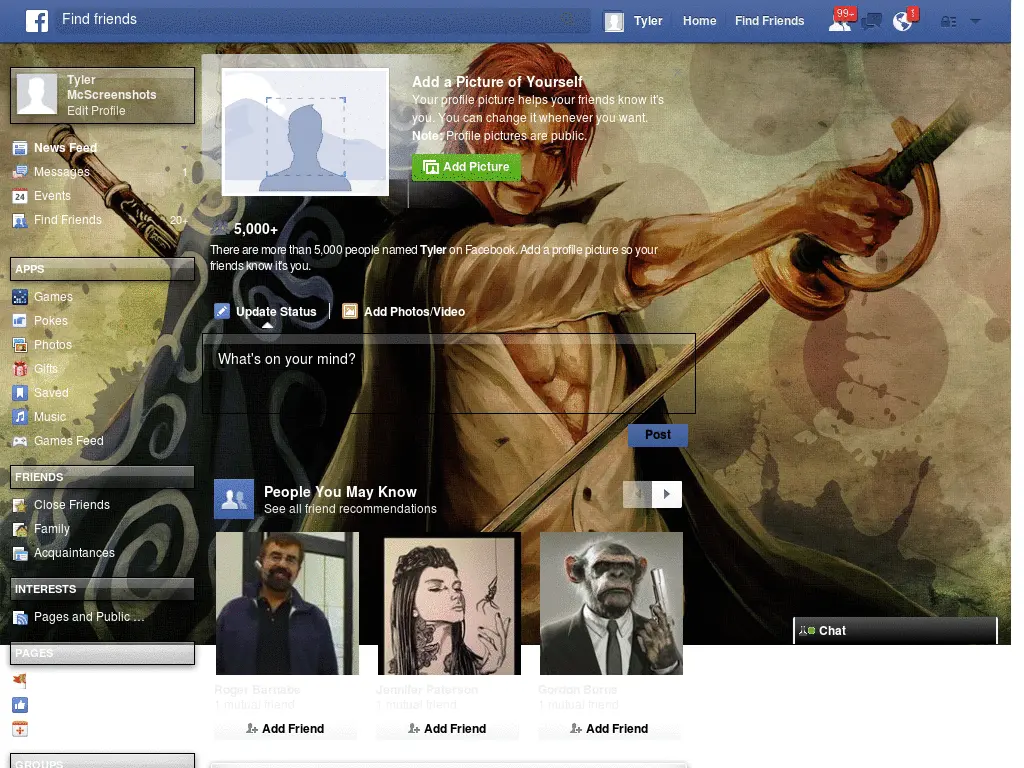 Find friends
Tyler
Home
Find Friends
99+
1
Tyler
McScreenshots
Edit Profile
News Feed
Messages 1
Events
24
Find Friends 20+
APPS
Games
Pokes
Photos
Gifts
Saved
Music
Games Feed
FRIENDS
Close Friends
Family
Acquaintances
INTERESTS
Pages and Public ...
PAGES
GROUPS
Add a Picture of Yourself
Your profile picture helps your friends know it's
you. You can change it whenever you want.
Note: Profile pictures are public.
Add Picture
5,000+
There are more than 5,000 people named Tyler on Facebook. Add a profile picture so your
friends know it's you.
Update Status
Add Photos/Video
What's on your mind?
Post
People You May Know
See all friend recommendations
Roger Barnabe
1 mutual friend
Add Friend
Jennifer Paterson
1 mutual friend
Add Friend
Gordon Burns
1 mutual friend
Add Friend
Chat